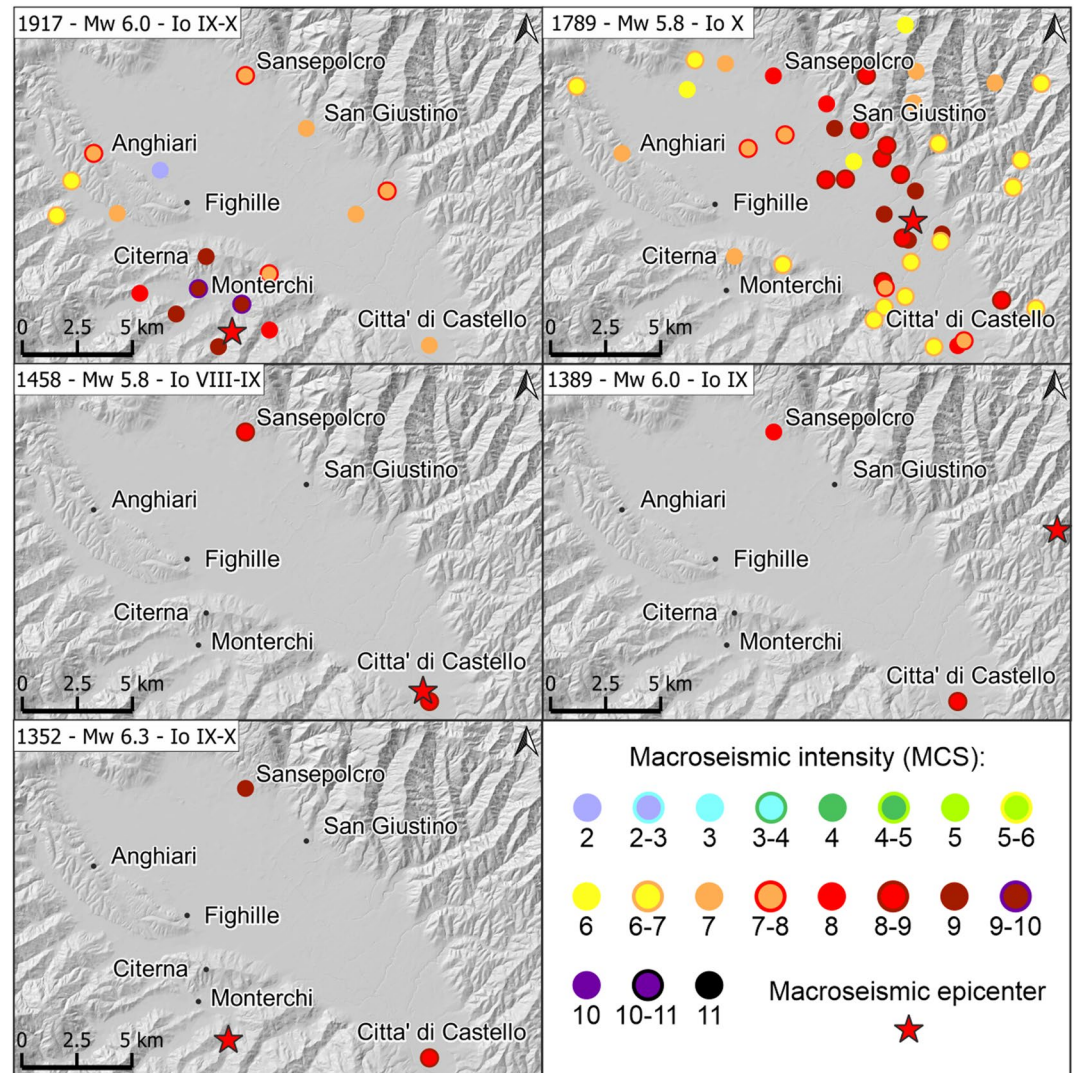 1917 - Mw 6.0 - Io IX-X
Sansepolcro
San Giustino
Anghiari
Fighille
Citerna
Monterchi
Citta' di Castello
0 2.5 5 km
1789 - Mw 5.8 - Io X
Sansepolcro
San Giustino
Anghiari
Fighille
Citerna
Monterchi
Citta' di Castello
0 2.5 5 km
1458 - Mw 5.8 - Io VIII-IX
Sansepolcro
San Giustino
Anghiari
Fighille
Citerna
Monterchi
Citta' di Castello
0 2.5 5 km
1389 - Mw 6.0 - Io IX
Sansepolcro
San Giustino
Anghiari
Fighille
Citerna
Monterchi
Citta' di Castello
0 2.5 5 km
1352 - Mw 6.3 - Io IX-X
Sansepolcro
San Giustino
Anghiari
Fighille
Citerna
Monterchi
Citta' di Castello
0 2.5 5 km
Macroseismic intensity (MCS):
2 2-3 3 3-4 4 4-5 5 5-6
6 6-7 7 7-8 8 8-9 9 9-10
10 10-11 11
Macroseismic epicenter